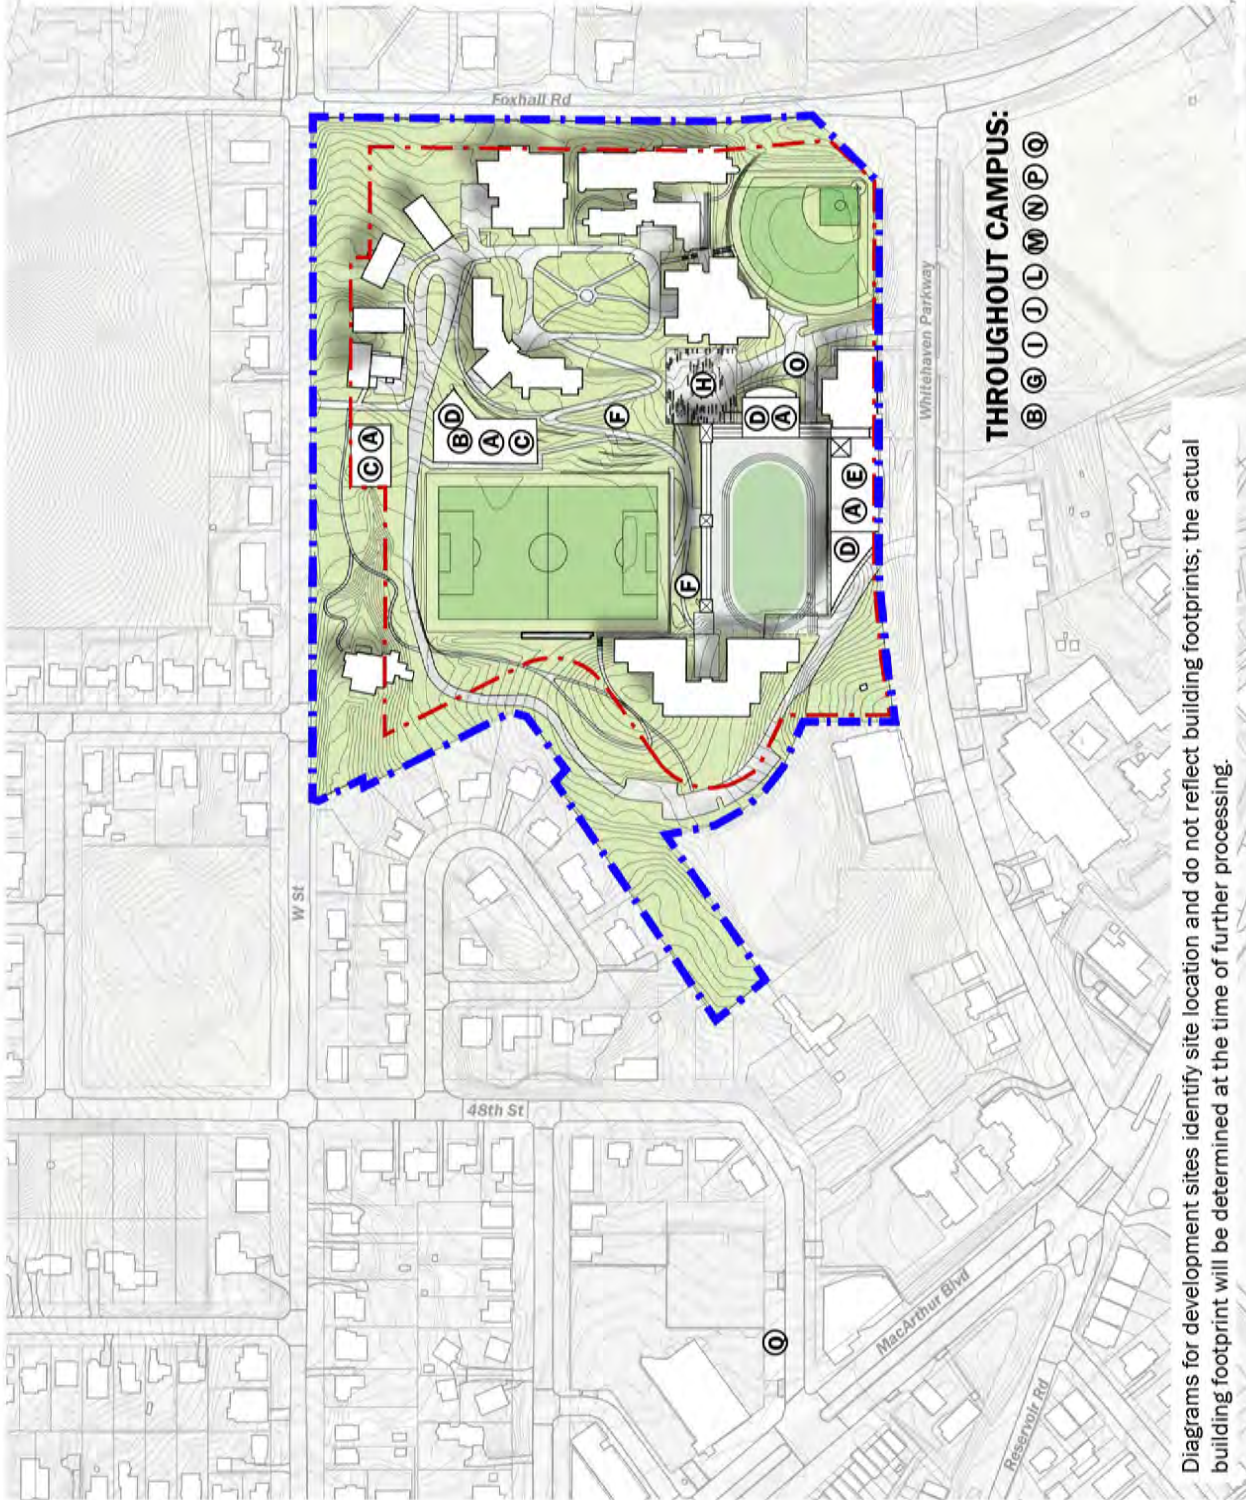 Foxhall Rd
THROUGHOUT CAMPUS:
B G I J L M N P Q
Whitehaven Parkway
C A
B D
A C
F
H
O
D A
A E
D
F
W St
48th St
Q
MacArthur Blvd
Reservoir Rd
Diagrams for development sites identify site location and do not reflect building footprints; the actual
building footprint will be determined at the time of further processing.